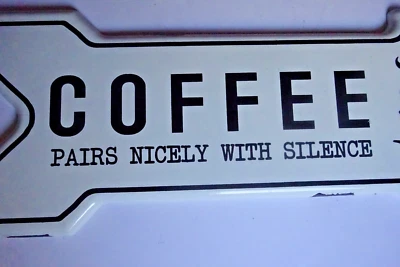 COFFEE
PAIRS NICELY WITH SILENCE